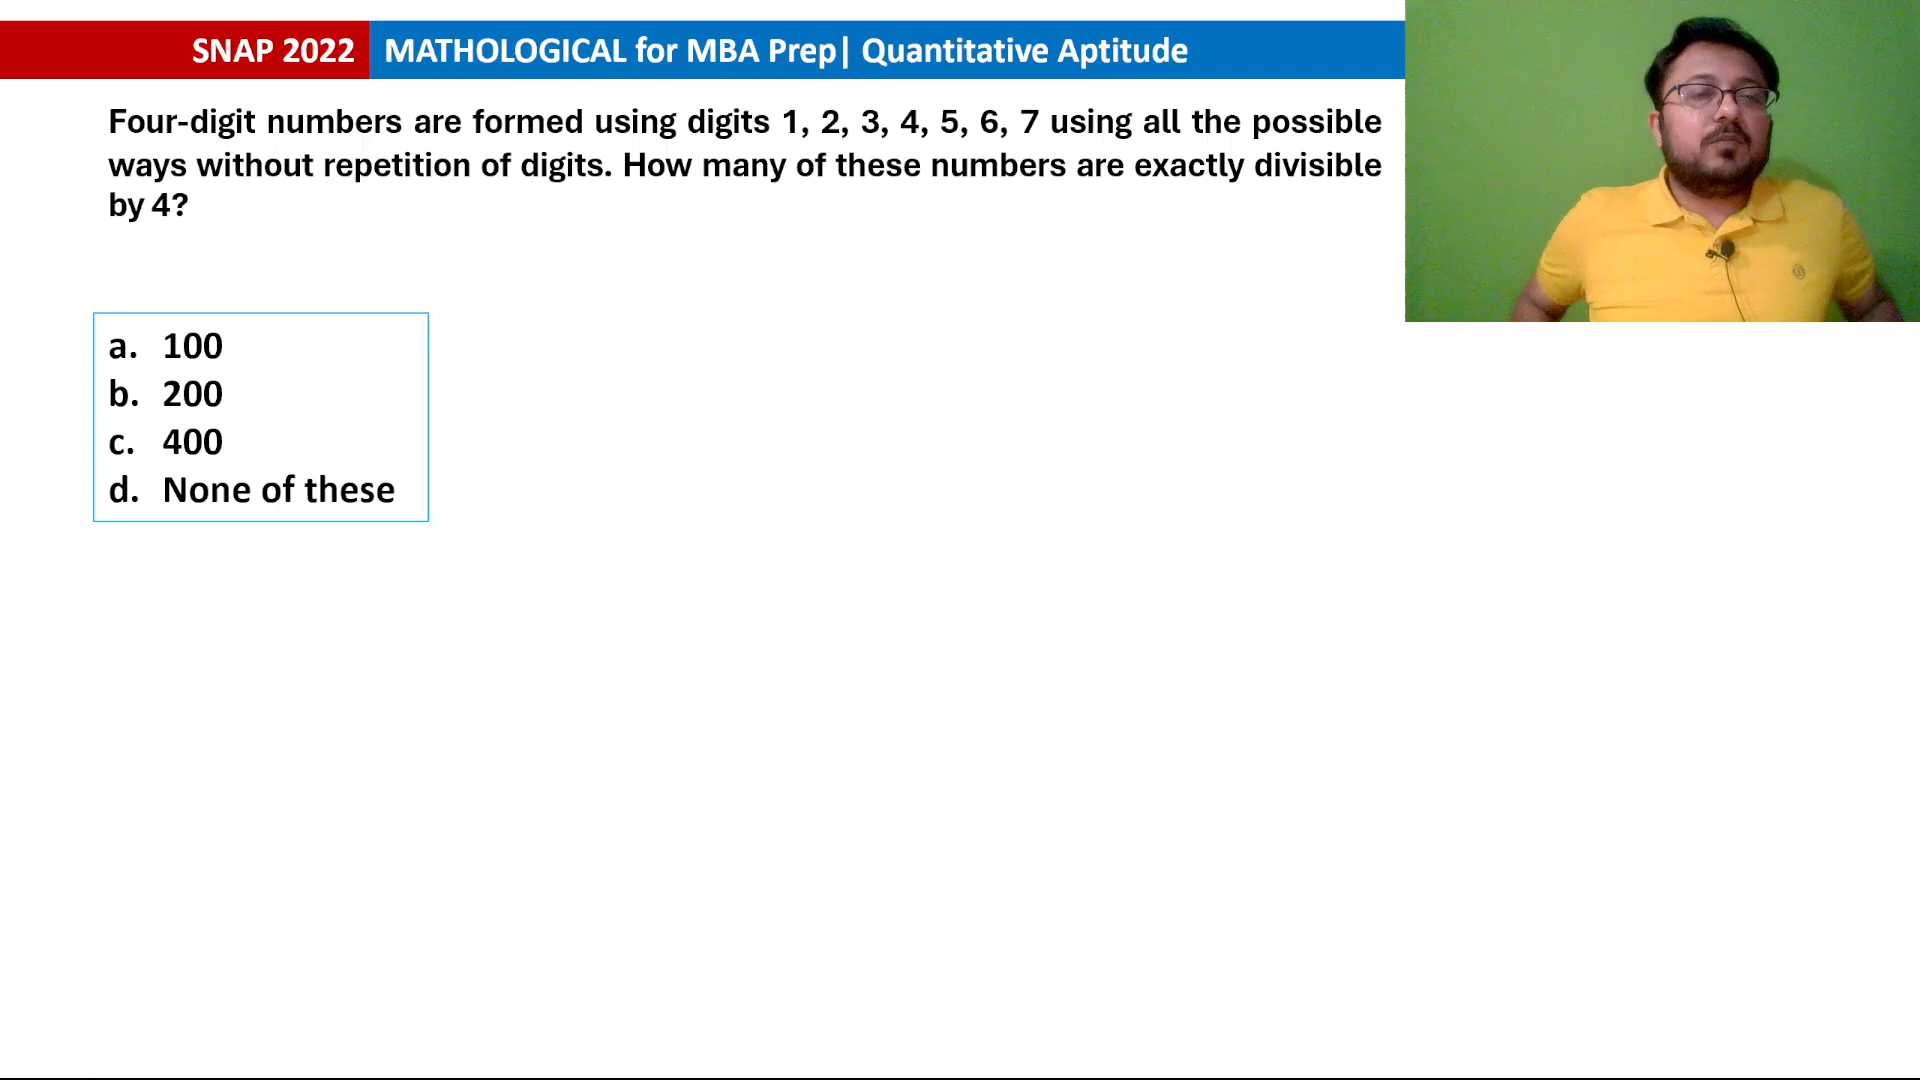 SNAP 2022 MATHOLOGICAL for MBA Prep| Quantitative Aptitude
Four-digit numbers are formed using digits 1, 2, 3, 4, 5, 6, 7 using all the possible
ways without repetition of digits. How many of these numbers are exactly divisible
by 4?
a. 100
b. 200
c. 400
d. None of these